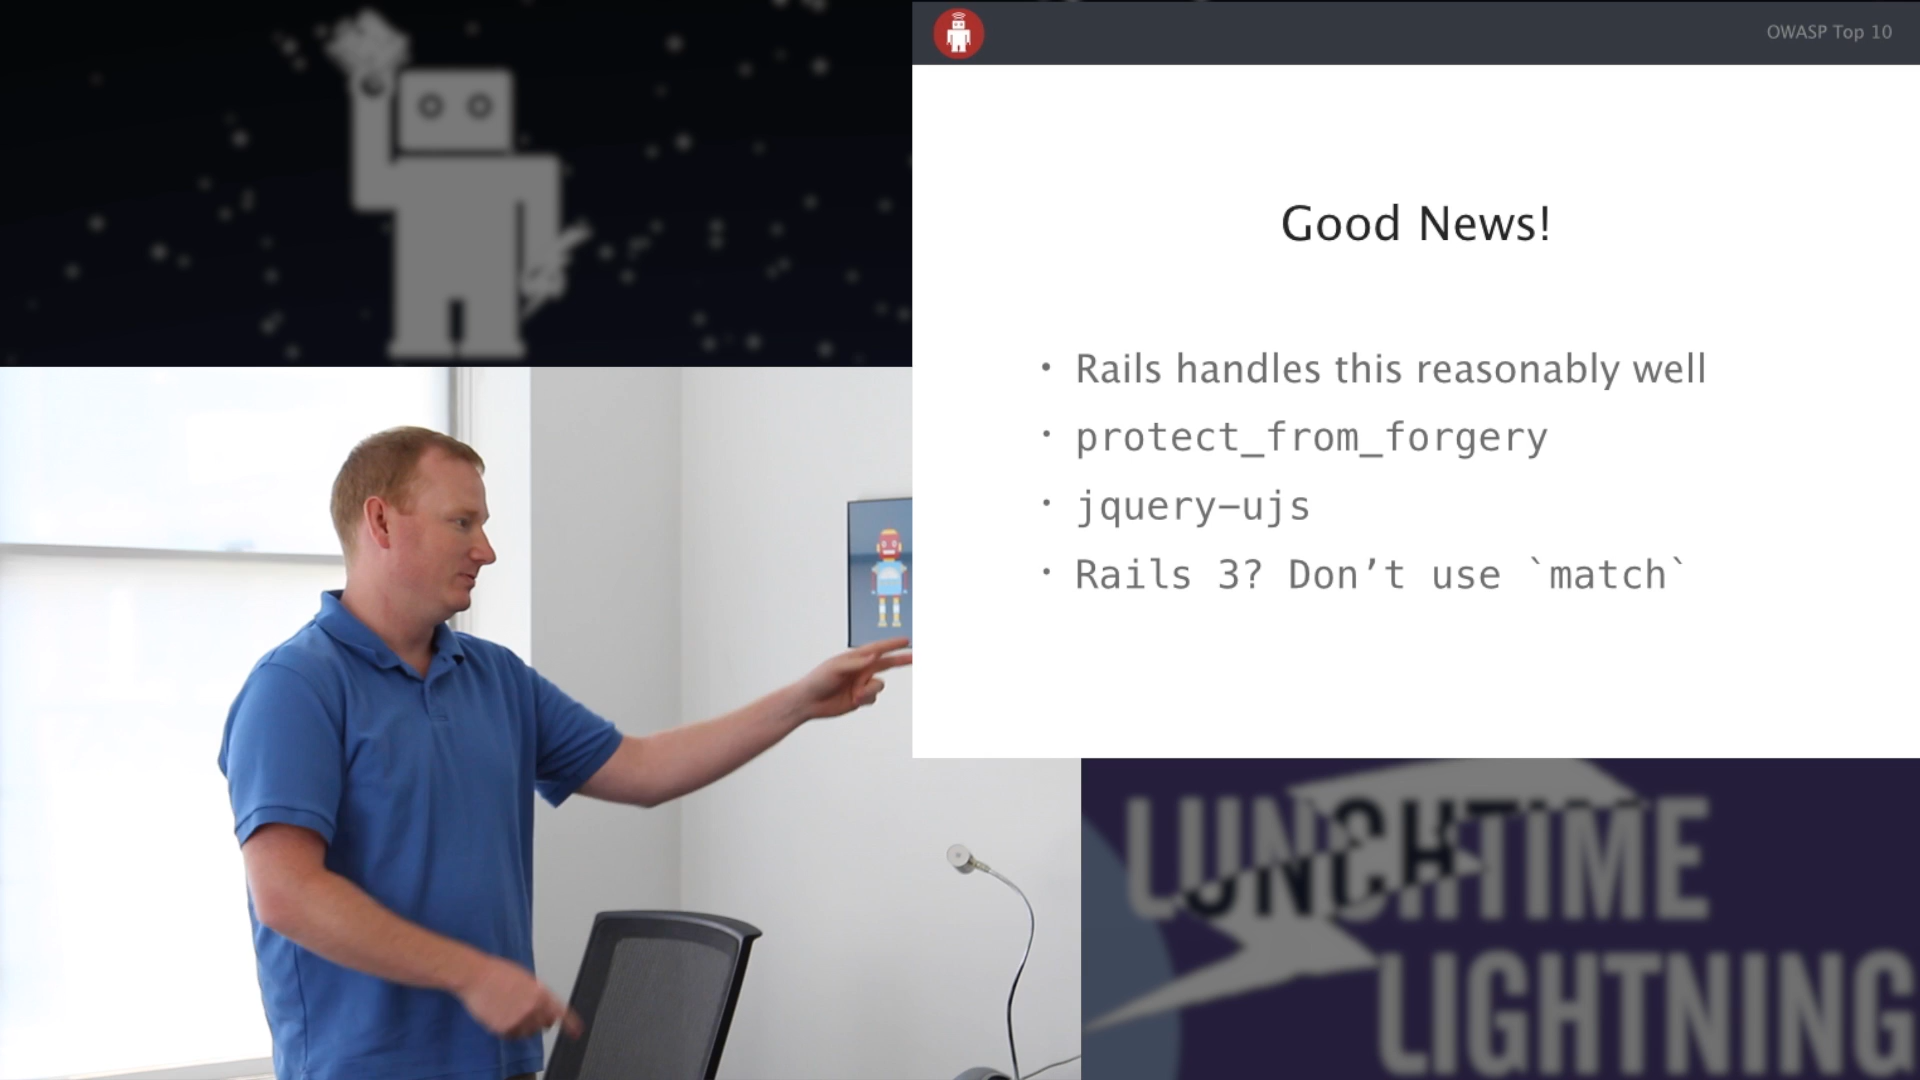 OWASP Top 10
Good News!
• Rails handles this reasonably well
• protect_from_forgery
• jquery-ujs
• Rails 3? Don’t use `match`
LUNCHTIME
LIGHTNING